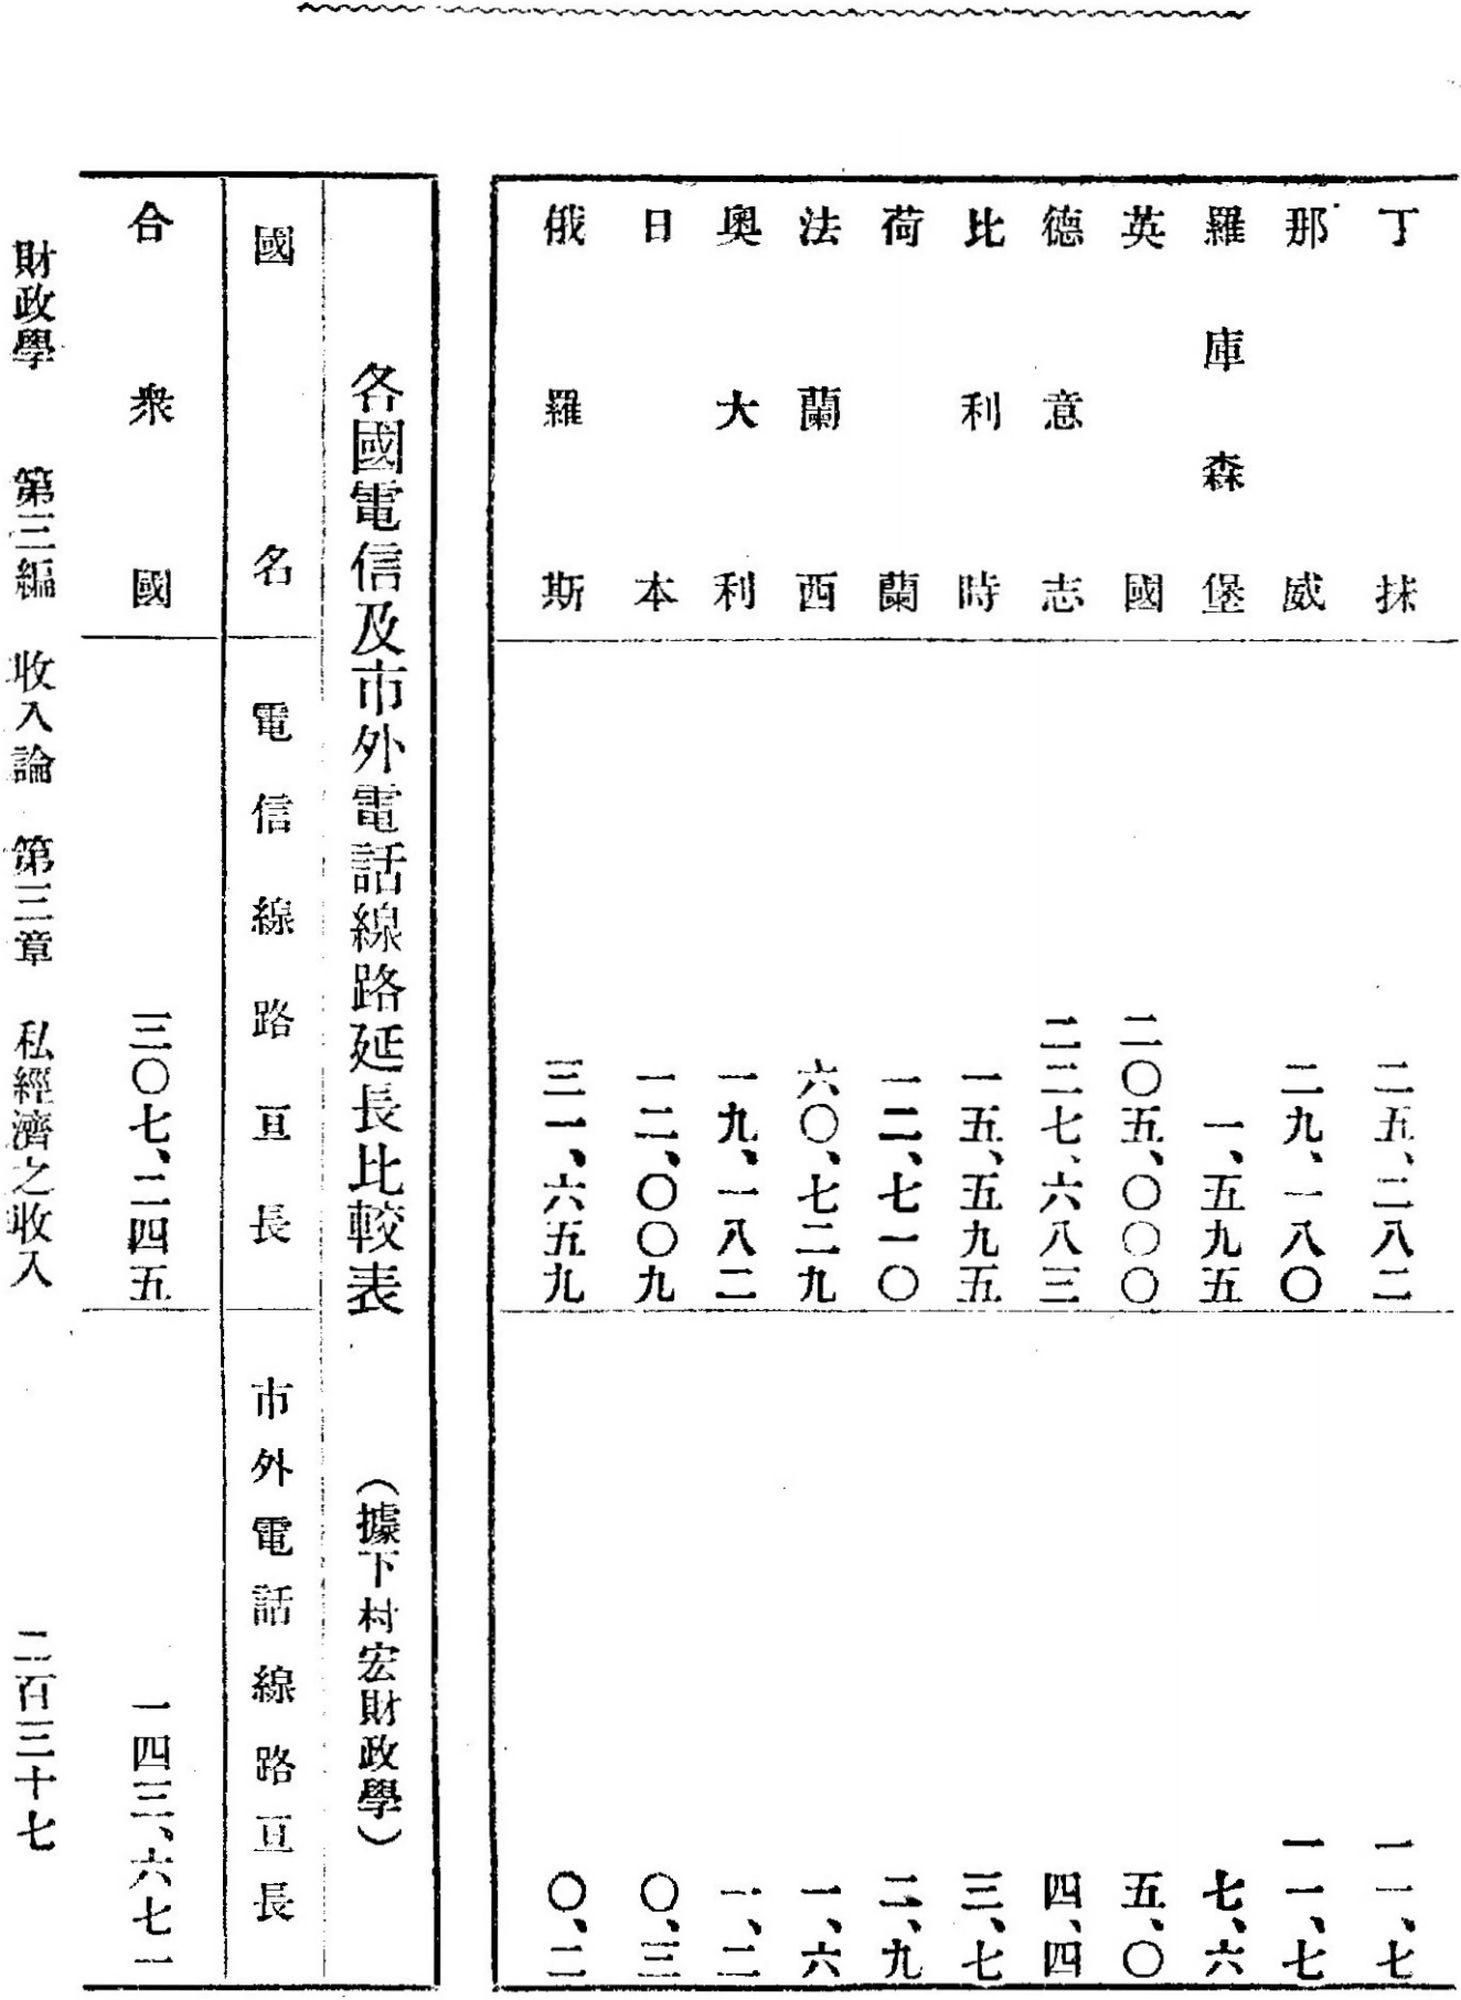 丁抹 二五、二八二 一一、七
那威 二九、一八〇 一一、七
羅庫森堡 一、五九五 七、六
英國 二〇五、〇〇〇 五、〇
德意志 二二七、六八三 四、四
比利時 一五、五九五 三、七
荷蘭 一二、七一〇 二、九
法蘭西 六〇、七二九 一、六
奧大利 一九、一八二 一、二
日本 一二、〇〇九 〇、三
俄羅斯 三一、六五九 〇、二
各國電信及市外電話線路延長比較表 (據下村宏財政學)
國名 電信線路亘長 市外電話線路亘長
合衆國 三〇七、二四五 一四三、六七一
財政學 第三編 收入論 第三章 私經濟之收入 二百三十七